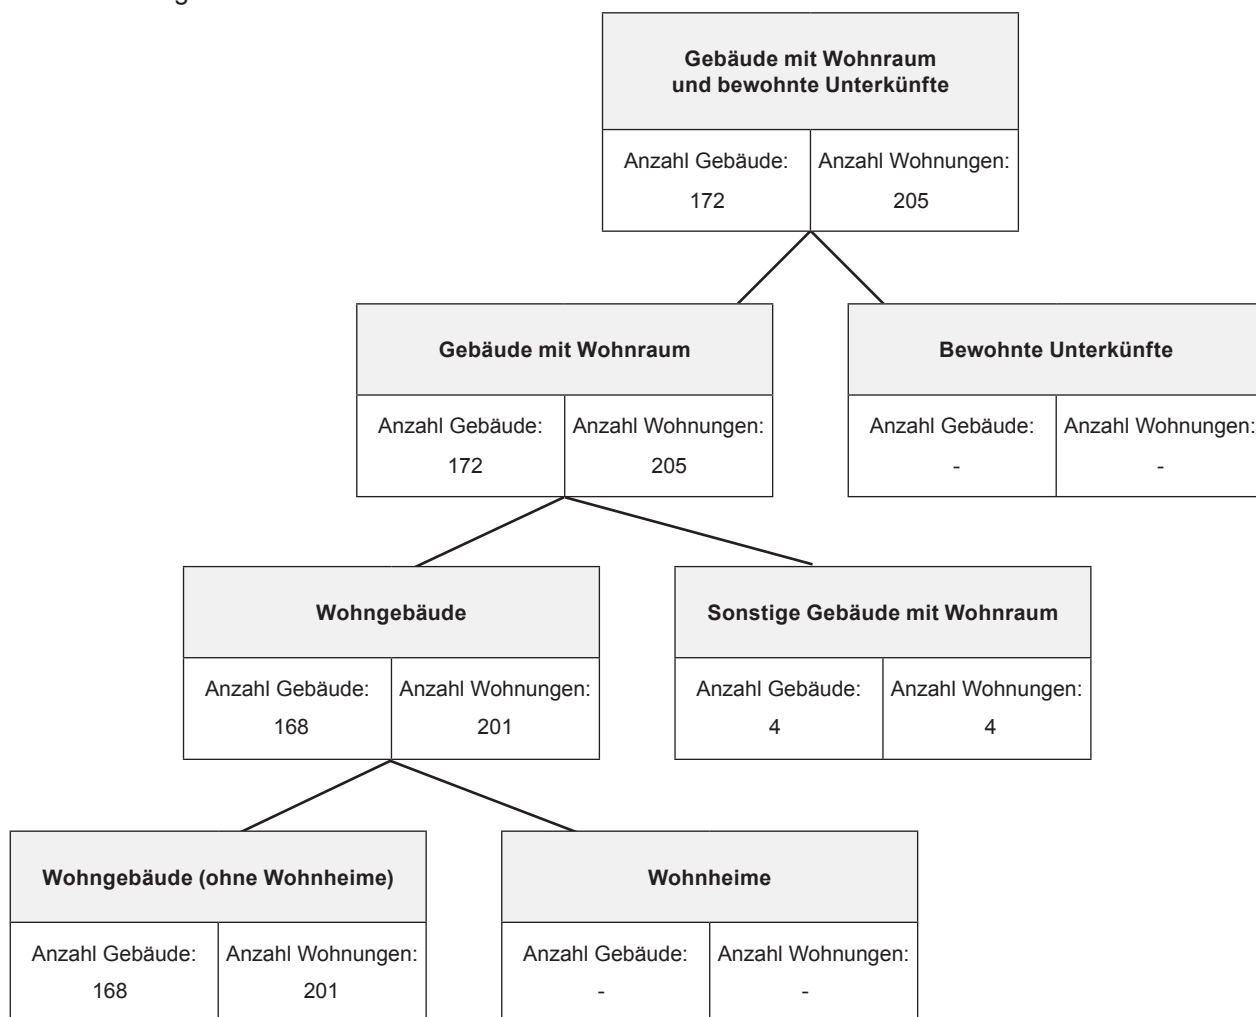 Gebäude mit Wohnraum
und bewohnte Unterkünfte
Anzahl Gebäude: Anzahl Wohnungen:
172 205
Gebäude mit Wohnraum
Anzahl Gebäude: Anzahl Wohnungen:
172 205
Bewohnte Unterkünfte
Anzahl Gebäude: Anzahl Wohnungen:
- -
Wohngebäude
Anzahl Gebäude: Anzahl Wohnungen:
168 201
Sonstige Gebäude mit Wohnraum
Anzahl Gebäude: Anzahl Wohnungen:
4 4
Wohngebäude (ohne Wohnheime)
Anzahl Gebäude: Anzahl Wohnungen:
168 201
Wohnheime
Anzahl Gebäude: Anzahl Wohnungen:
- -